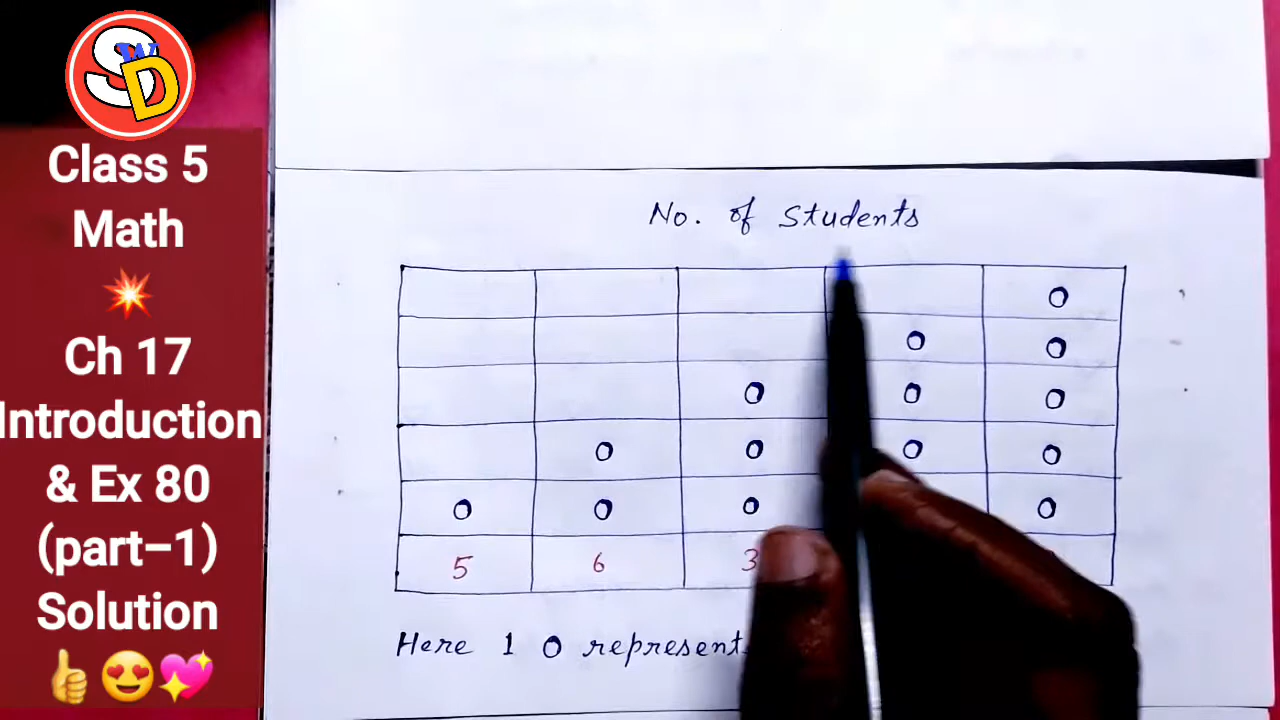 SWD
Class 5
Math
Ch 17
Introduction
& Ex 80
(part-1)
Solution
No. of Students
5 6 3
Here 1 O represent